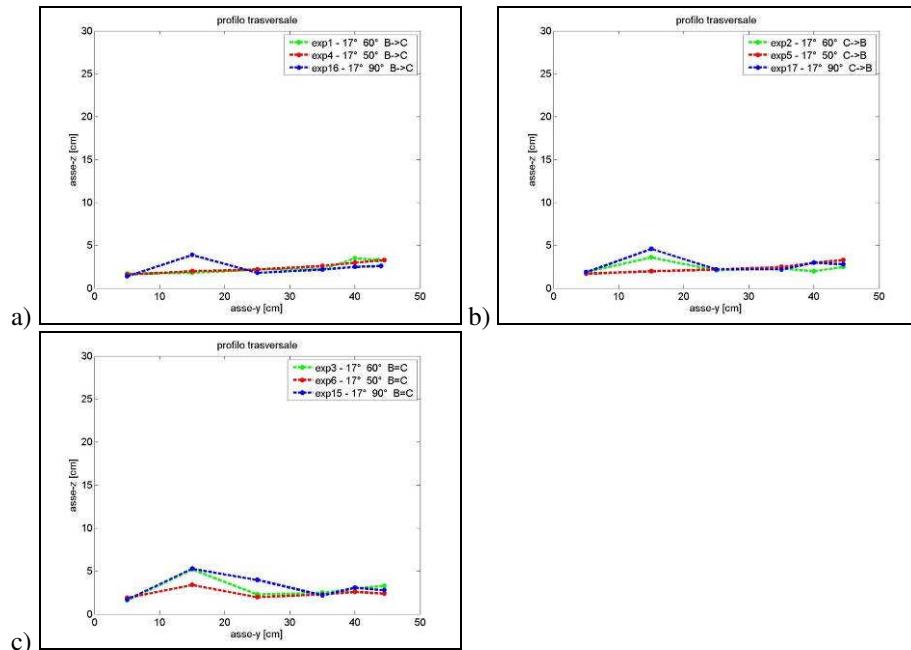 profilo trasversale
30
25
20
15
10
5
0
asse-z [cm]
0 10 20 30 40 50
asse-y [cm]
exp1 - 17° 60° B->C
exp4 - 17° 50° B->C
exp16 - 17° 90° B->C
a)
profilo trasversale
30
25
20
15
10
5
0
asse-z [cm]
0 10 20 30 40 50
asse-y [cm]
exp2 - 17° 60° C->B
exp5 - 17° 50° C->B
exp17 - 17° 90° C->B
b)
profilo trasversale
30
25
20
15
10
5
0
asse-z [cm]
0 10 20 30 40 50
asse-y [cm]
exp3 - 17° 60° B=C
exp6 - 17° 50° B=C
exp15 - 17° 90° B=C
c)